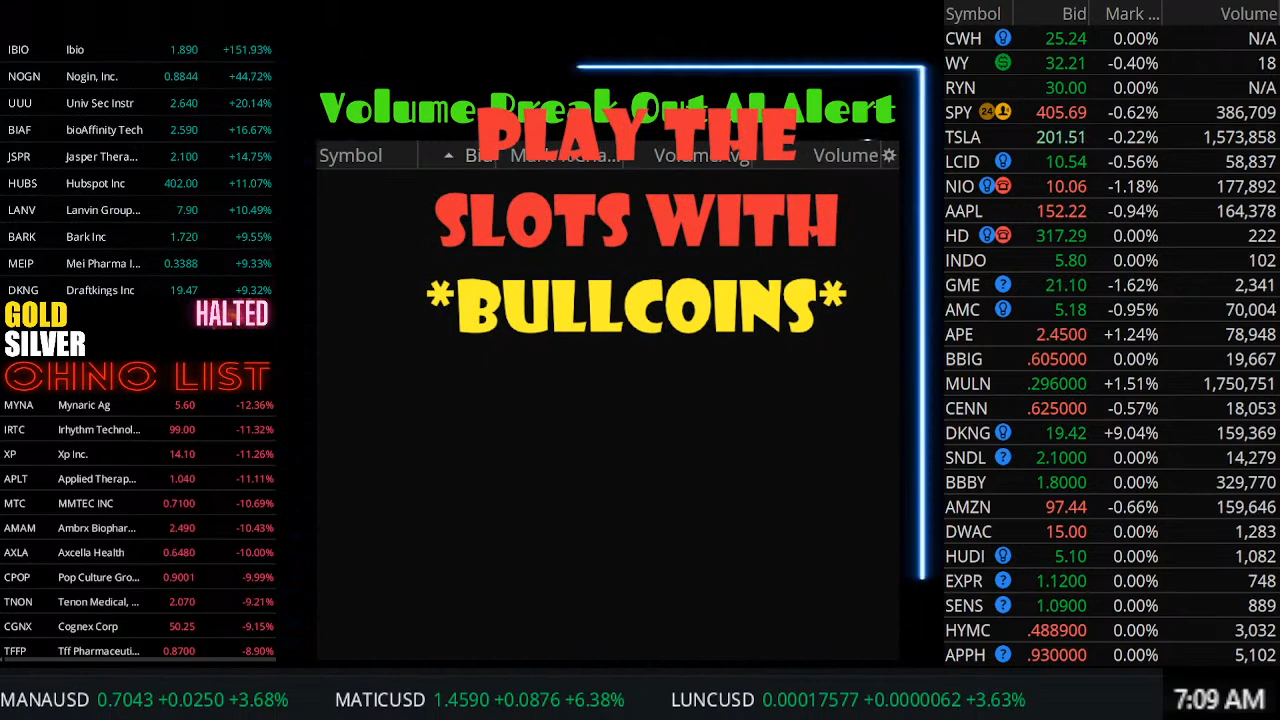 IBIO Ibio 1.890 +151.93%
NOGN Nogin, Inc. 0.8844 +44.72%
UUU Univ Sec Instr 2.640 +20.14%
BIAF bioAffinity Tech 2.590 +16.67%
JSPR Jasper Thera... 2.100 +14.75%
HUBS Hubspot Inc 402.00 +11.07%
LANV Lanvin Group... 7.90 +10.49%
BARK Bark Inc 1.720 +9.55%
MEIP Mei Pharma I... 0.3388 +9.33%
DKNG Draftkings Inc 19.47 +9.32%
GOLD HALTED
SILVER
OHNO LIST
MYNA Mynaric Ag 5.60 -12.36%
IRTC Irhythm Technol... 99.00 -11.32%
XP Xp Inc. 14.10 -11.26%
APLT Applied Therap... 1.040 -11.11%
MTC MMTEC INC 0.7100 -10.69%
AMAM Ambrx Biophar... 2.490 -10.43%
AXLA Axcella Health 0.6480 -10.00%
CPOP Pop Culture Gro... 0.9001 -9.99%
TNON Tenon Medical, ... 2.070 -9.21%
CGNX Cognex Corp 50.25 -9.15%
TFFP Tff Pharmaceuti... 0.8700 -8.90%
Volume Break Out AI Alert
Symbol Volume Avg Volume
PLAY THE
SLOTS WITH
*BULLCOINS*
Symbol Bid Mark ... Volume
CWH 25.24 0.00% N/A
WY 32.21 -0.40% 18
RYN 30.00 0.00% N/A
SPY 24 405.69 -0.62% 386,709
TSLA 201.51 -0.22% 1,573,858
LCID 10.54 -0.56% 58,837
NIO 10.06 -1.18% 177,892
AAPL 152.22 -0.94% 164,378
HD 317.29 0.00% 222
INDO 5.80 0.00% 102
GME ? 21.10 -1.62% 2,341
AMC 5.18 -0.95% 70,004
APE 2.4500 +1.24% 78,948
BBIG .605000 0.00% 19,667
MULN .296000 +1.51% 1,750,751
CENN .625000 -0.57% 18,053
DKNG 19.42 +9.04% 159,369
SNDL ? 2.1000 0.00% 14,279
BBBY 1.8000 0.00% 329,770
AMZN 97.44 -0.66% 159,646
DWAC 15.00 0.00% 1,283
HUDI 5.10 0.00% 1,082
EXPR ? 1.1200 0.00% 748
SENS ? 1.0900 0.00% 889
HYMC .488900 0.00% 3,032
APPH ? .930000 0.00% 5,102
MANAUSD 0.7043 +0.0250 +3.68% MATICUSD 1.4590 +0.0876 +6.38% LUNCUSD 0.00017577 +0.0000062 +3.63% 7:09 AM